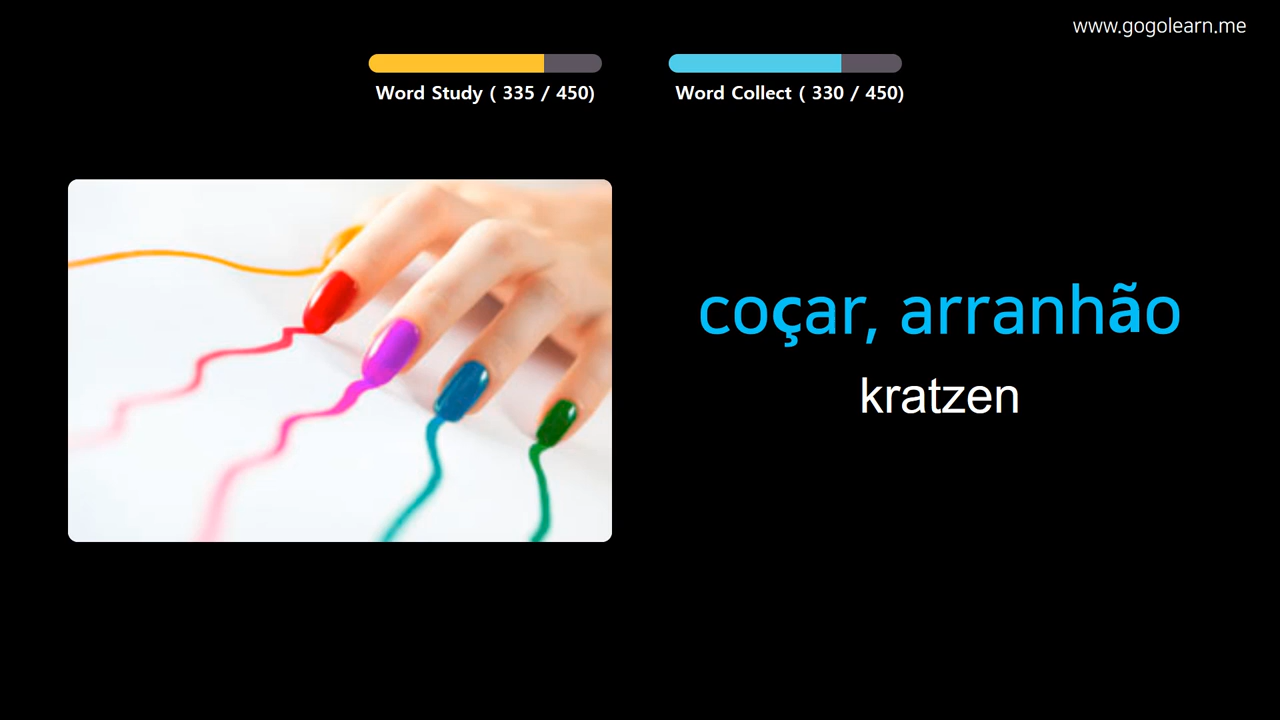 www.gogolearn.me
Word Study ( 335 / 450)
Word Collect ( 330 / 450)
coçar, arranhão
kratzen